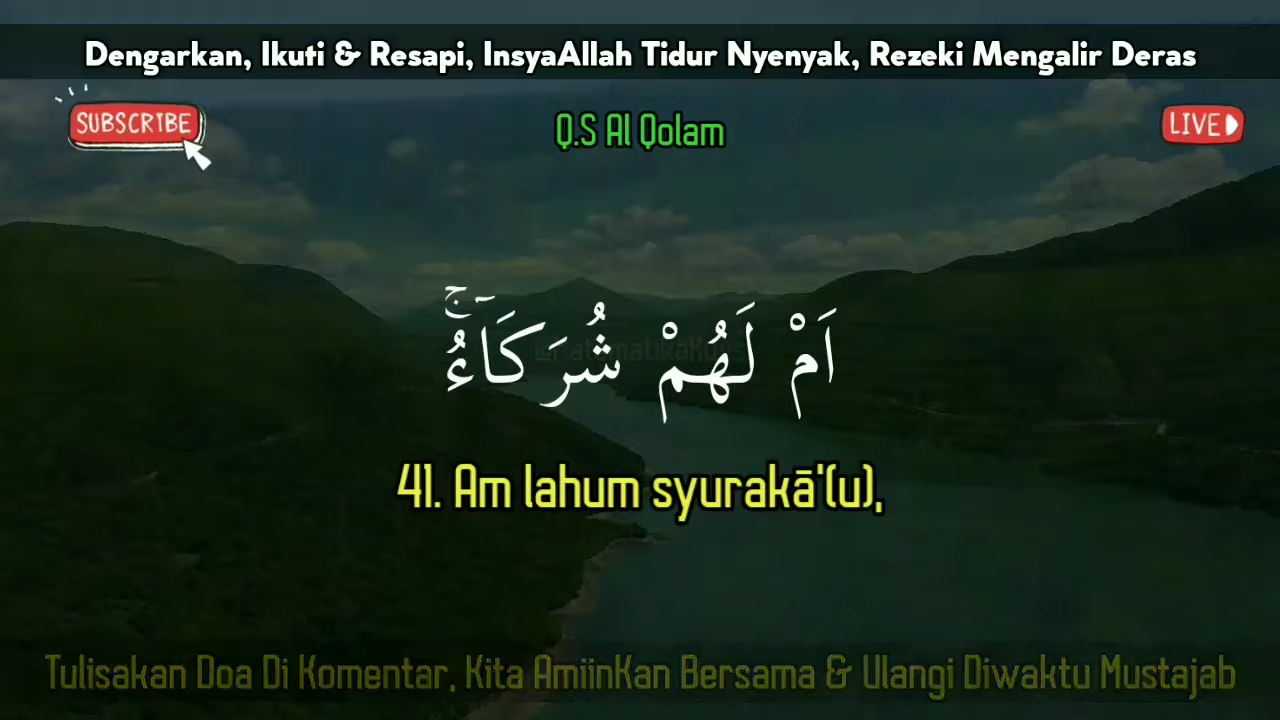 Dengarkan, Ikuti & Resapi, InsyaAllah Tidur Nyenyak, Rezeki Mengalir Deras
SUBSCRIBE
Q.S Al Qolam
LIVE
اَمْ لَهُمْ شُرَكَاۤءُۚ
41. Am lahum syurakā'(u),
Tulisakan Doa Di Komentar, Kita AmiinKan Bersama & Ulangi Diwaktu Mustajab